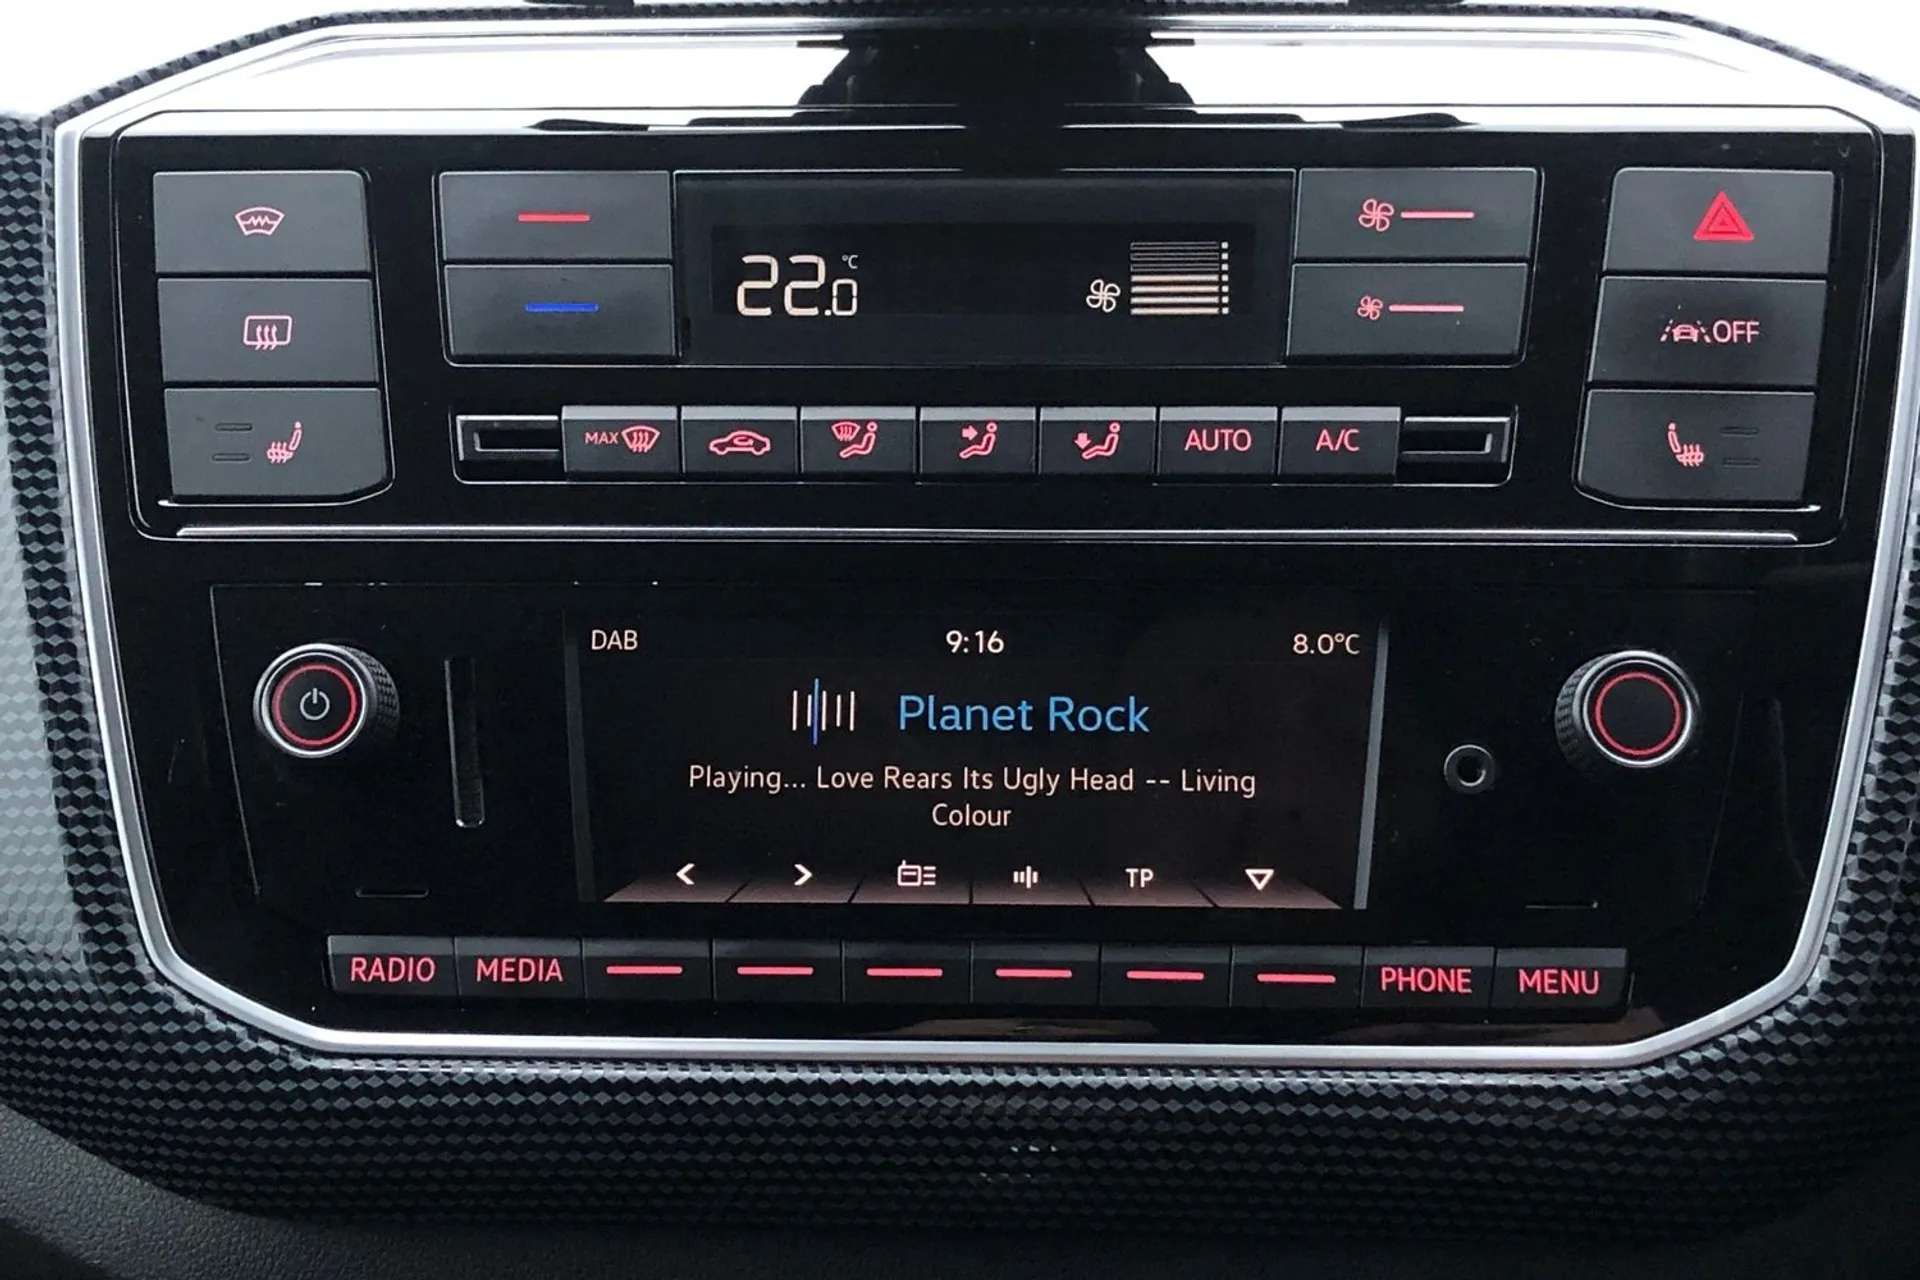 22.0 °C
OFF
MAX
AUTO
A/C
DAB 9:16 8.0°C
Planet Rock
Playing... Love Rears Its Ugly Head -- Living
Colour
TP
RADIO MEDIA PHONE MENU